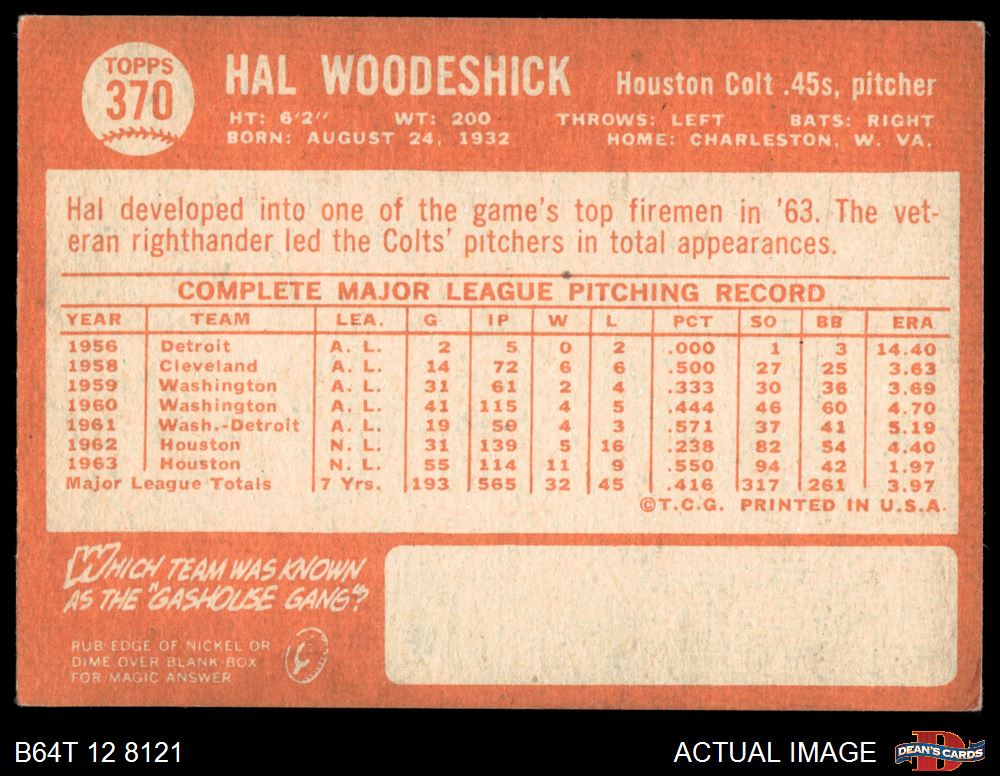 TOPPS
370
HAL WOODESHICK Houston Colt .45s, pitcher
HT: 6'2" WT: 200 THROWS: LEFT BATS: RIGHT
BORN: AUGUST 24, 1932 HOME: CHARLESTON, W. VA.
Hal developed into one of the game's top firemen in '63. The vet-
eran righthander led the Colts' pitchers in total appearances.
COMPLETE MAJOR LEAGUE PITCHING RECORD
YEAR TEAM LEA. G IP W L PCT SO BB ERA
1956 Detroit A. L. 2 5 0 2 .000 1 3 14.40
1958 Cleveland A. L. 14 72 6 6 .500 27 25 3.63
1959 Washington A. L. 31 61 2 4 .333 30 36 3.69
1960 Washington A. L. 41 115 4 5 .444 46 60 4.70
1961 Wash.-Detroit A. L. 19 59 4 3 .571 37 41 5.19
1962 Houston N. L. 31 139 5 16 .238 82 54 4.40
1963 Houston N. L. 55 114 11 9 .550 94 42 1.97
Major League Totals 7 Yrs. 193 565 32 45 .416 317 261 3.97
©T.C.G. PRINTED IN U.S.A.
WHICH TEAM WAS KNOWN
AS THE "GASHOUSE GANG"?
RUB EDGE OF NICKEL OR
DIME OVER BLANK BOX
FOR MAGIC ANSWER
B64T 12 8121 ACTUAL IMAGE DEAN'S CARDS